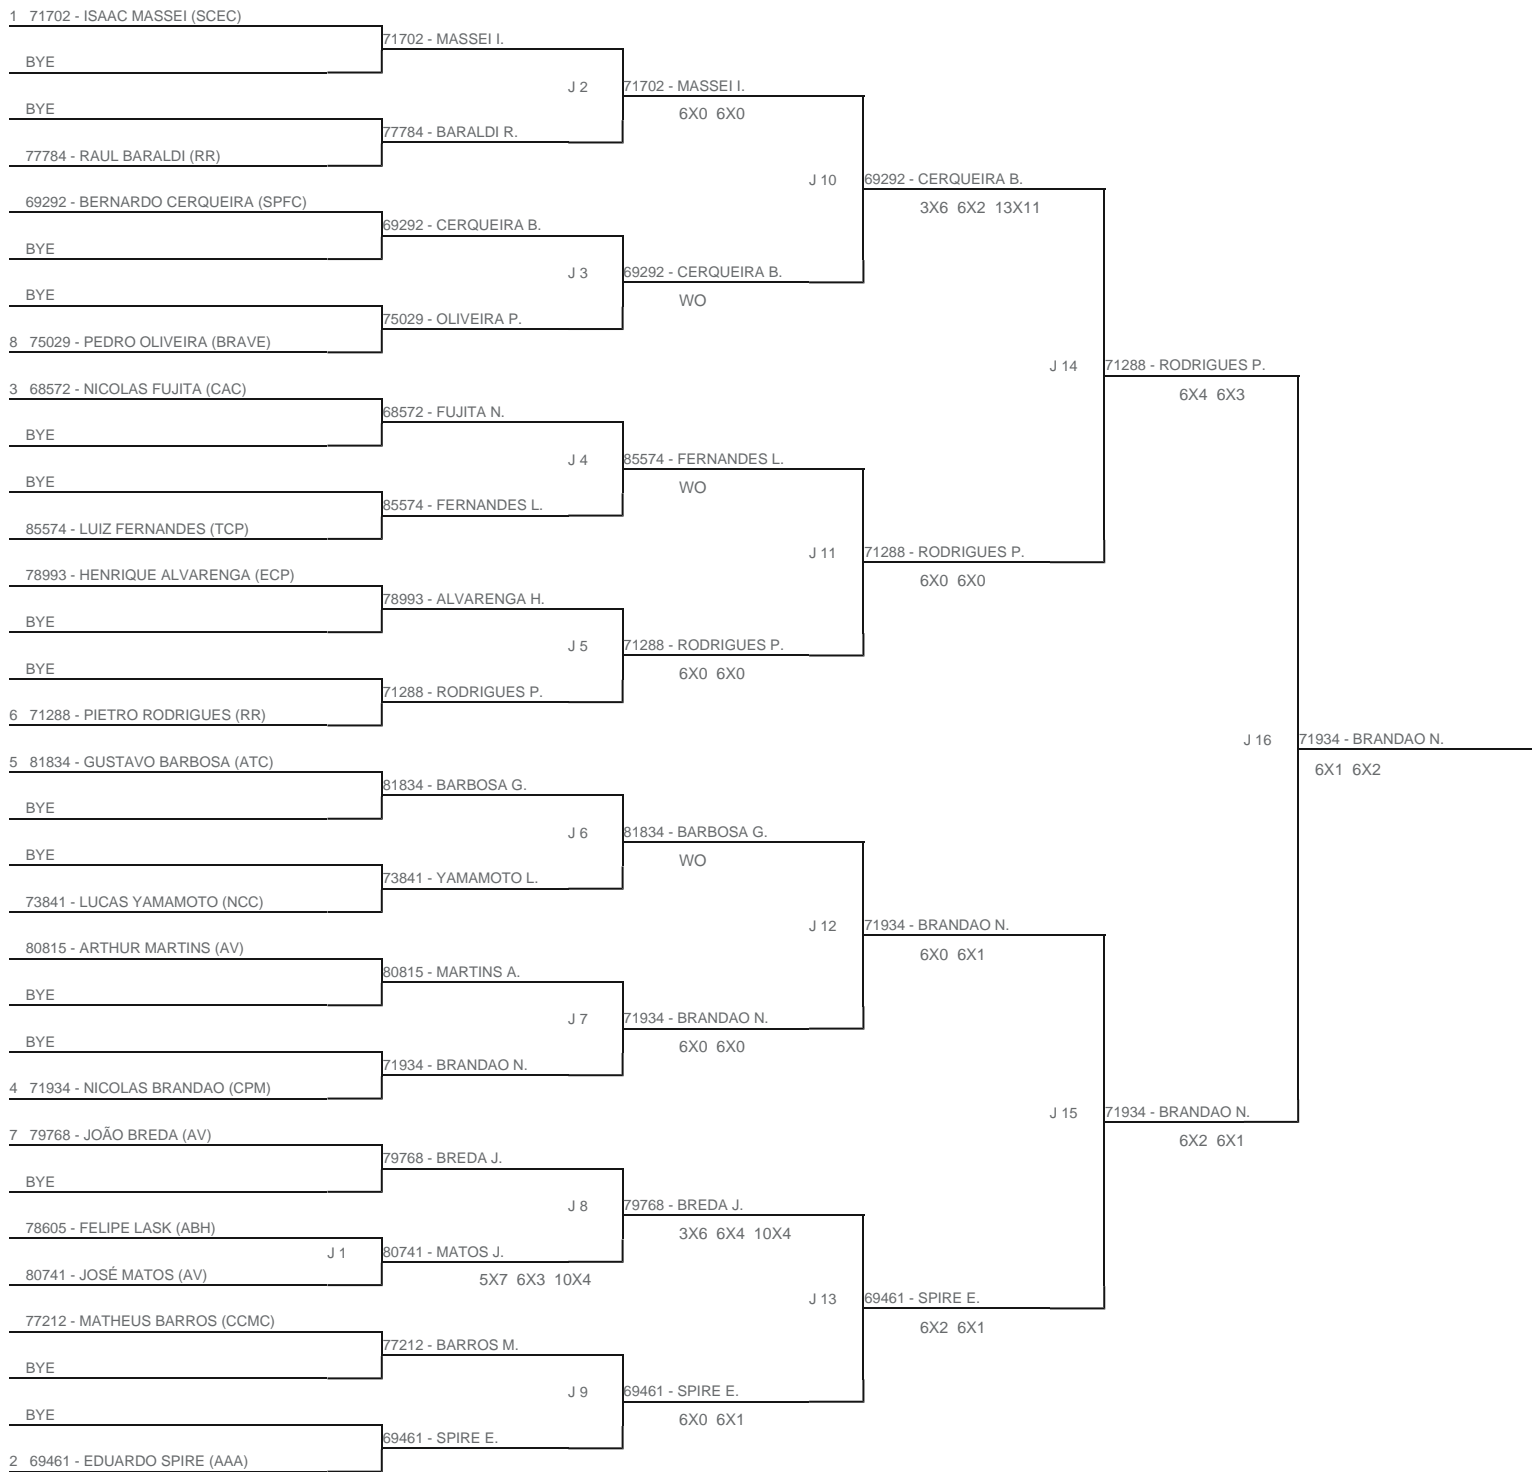 1 71702 - ISAAC MASSEI (SCEC)
71702 - MASSEI I.
BYE
J 2
71702 - MASSEI I.
6X0 6X0
BYE
77784 - BARALDI R.
77784 - RAUL BARALDI (RR)
J 10
69292 - CERQUEIRA B.
3X6 6X2 13X11
69292 - BERNARDO CERQUEIRA (SPFC)
69292 - CERQUEIRA B.
BYE
J 3
69292 - CERQUEIRA B.
WO
BYE
75029 - OLIVEIRA P.
8 75029 - PEDRO OLIVEIRA (BRAVE)
J 14
71288 - RODRIGUES P.
6X4 6X3
3 68572 - NICOLAS FUJITA (CAC)
68572 - FUJITA N.
BYE
J 4
85574 - FERNANDES L.
WO
BYE
85574 - FERNANDES L.
85574 - LUIZ FERNANDES (TCP)
J 11
71288 - RODRIGUES P.
6X0 6X0
78993 - HENRIQUE ALVARENGA (ECP)
78993 - ALVARENGA H.
BYE
J 5
71288 - RODRIGUES P.
6X0 6X0
BYE
71288 - RODRIGUES P.
6 71288 - PIETRO RODRIGUES (RR)
J 16
71934 - BRANDAO N.
6X1 6X2
5 81834 - GUSTAVO BARBOSA (ATC)
81834 - BARBOSA G.
BYE
J 6
81834 - BARBOSA G.
WO
BYE
73841 - YAMAMOTO L.
73841 - LUCAS YAMAMOTO (NCC)
J 12
71934 - BRANDAO N.
6X0 6X1
80815 - ARTHUR MARTINS (AV)
80815 - MARTINS A.
BYE
J 7
71934 - BRANDAO N.
6X0 6X0
BYE
71934 - BRANDAO N.
4 71934 - NICOLAS BRANDAO (CPM)
J 15
71934 - BRANDAO N.
6X2 6X1
7 79768 - JOÃO BREDA (AV)
79768 - BREDA J.
BYE
J 8
79768 - BREDA J.
3X6 6X4 10X4
78605 - FELIPE LASK (ABH)
J 1
80741 - MATOS J.
5X7 6X3 10X4
80741 - JOSÉ MATOS (AV)
J 13
69461 - SPIRE E.
6X2 6X1
77212 - MATHEUS BARROS (CCMC)
77212 - BARROS M.
BYE
J 9
69461 - SPIRE E.
6X0 6X1
BYE
69461 - SPIRE E.
2 69461 - EDUARDO SPIRE (AAA)